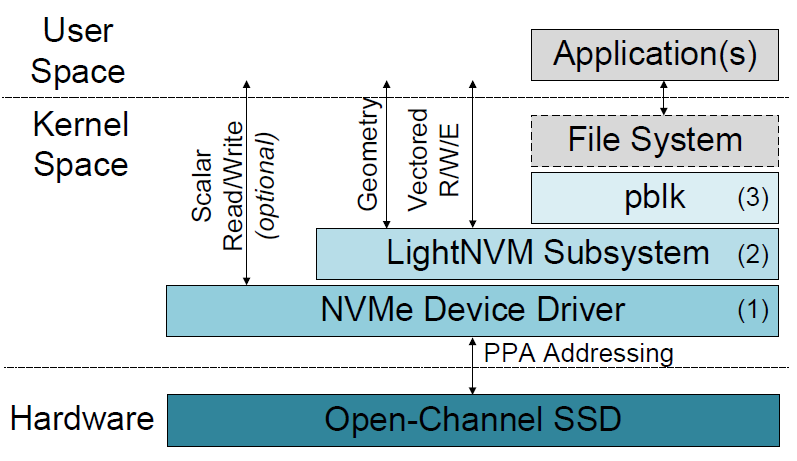 User
Space
Application(s)
Kernel
Space
Scalar
Read/Write
(optional)
Geometry
Vectored
R/W/E
File System
pblk (3)
LightNVM Subsystem (2)
NVMe Device Driver (1)
PPA Addressing
Hardware
Open-Channel SSD